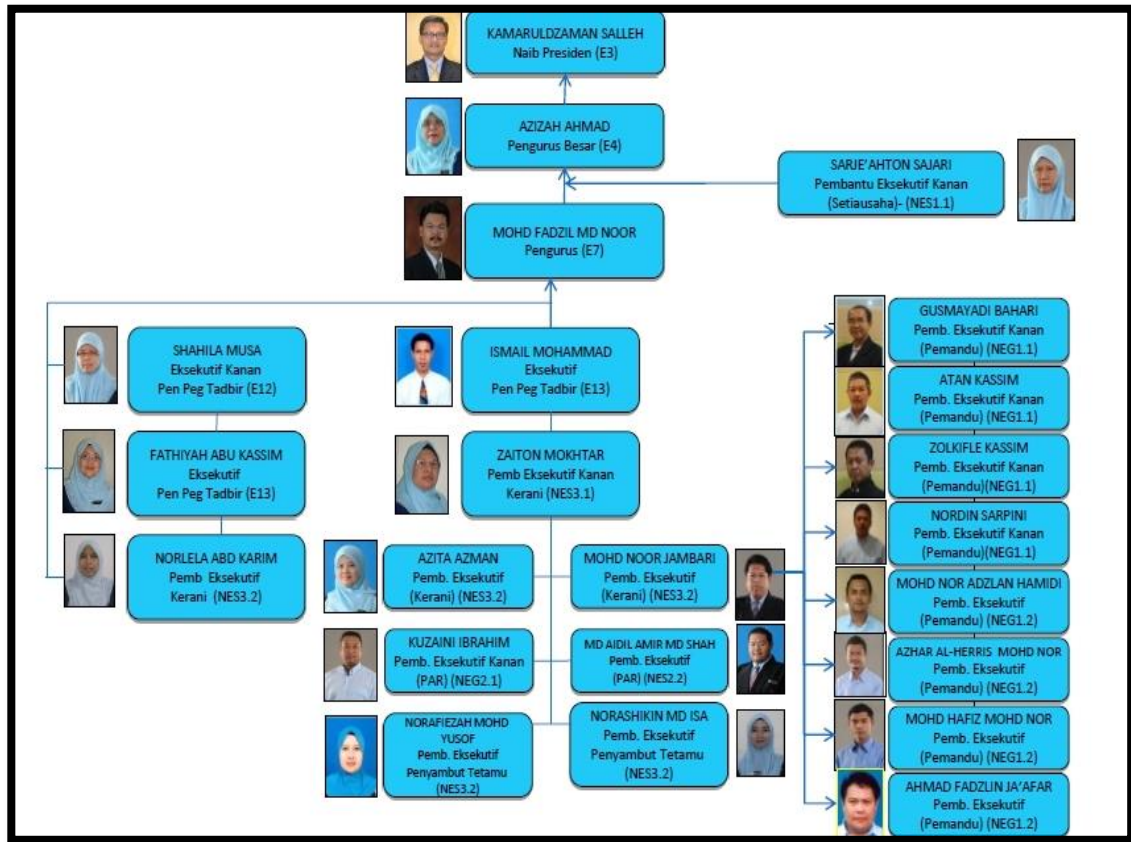 KAMARULDZAMAN SALLEH
Naib Presiden (E3)
AZIZAH AHMAD
Pengurus Besar (E4)
SARJE'AHTON SAJARI
Pembantu Eksekutif Kanan
(Setiausaha)- (NES1.1)
MOHD FADZIL MD NOOR
Pengurus (E7)
SHAHILA MUSA
Eksekutif Kanan
Pen Peg Tadbir (E12)
FATHIYAH ABU KASSIM
Eksekutif
Pen Peg Tadbir (E13)
NORLELA ABD KARIM
Pemb Eksekutif
Kerani (NES3.2)
ISMAIL MOHAMMAD
Eksekutif
Pen Peg Tadbir (E13)
ZAITON MOKHTAR
Pemb Eksekutif Kanan
Kerani (NES3.1)
AZITA AZMAN
Pemb. Eksekutif
(Kerani) (NES3.2)
MOHD NOOR JAMBARI
Pemb. Eksekutif
(Kerani) (NES3.2)
KUZAINI IBRAHIM
Pemb. Eksekutif Kanan
(PAR) (NEG2.1)
MD AIDIL AMIR MD SHAH
Pemb. Eksekutif
(PAR) (NES2.2)
NORAFIEZAH MOHD
YUSOF
Pemb. Eksekutif
Penyambut Tetamu
(NES3.2)
NORASHIKIN MD ISA
Pemb. Eksekutif
Penyambut Tetamu
(NES3.2)
GUSMAYADI BAHARI
Pemb. Eksekutif Kanan
(Pemandu) (NEG1.1)
ATAN KASSIM
Pemb. Eksekutif Kanan
(Pemandu) (NEG1.1)
ZOLKIFLE KASSIM
Pemb. Eksekutif Kanan
(Pemandu)(NEG1.1)
NORDIN SARPINI
Pemb. Eksekutif Kanan
(Pemandu)(NEG1.1)
MOHD NOR ADZLAN HAMIDI
Pemb. Eksekutif
(Pemandu) (NEG1.2)
AZHAR AL-HERRIS MOHD NOR
Pemb. Eksekutif
(Pemandu) (NEG1.2)
MOHD HAFIZ MOHD NOR
Pemb. Eksekutif
(Pemandu) (NEG1.2)
AHMAD FADZLIN JA'AFAR
Pemb. Eksekutif
(Pemandu) (NEG1.2)